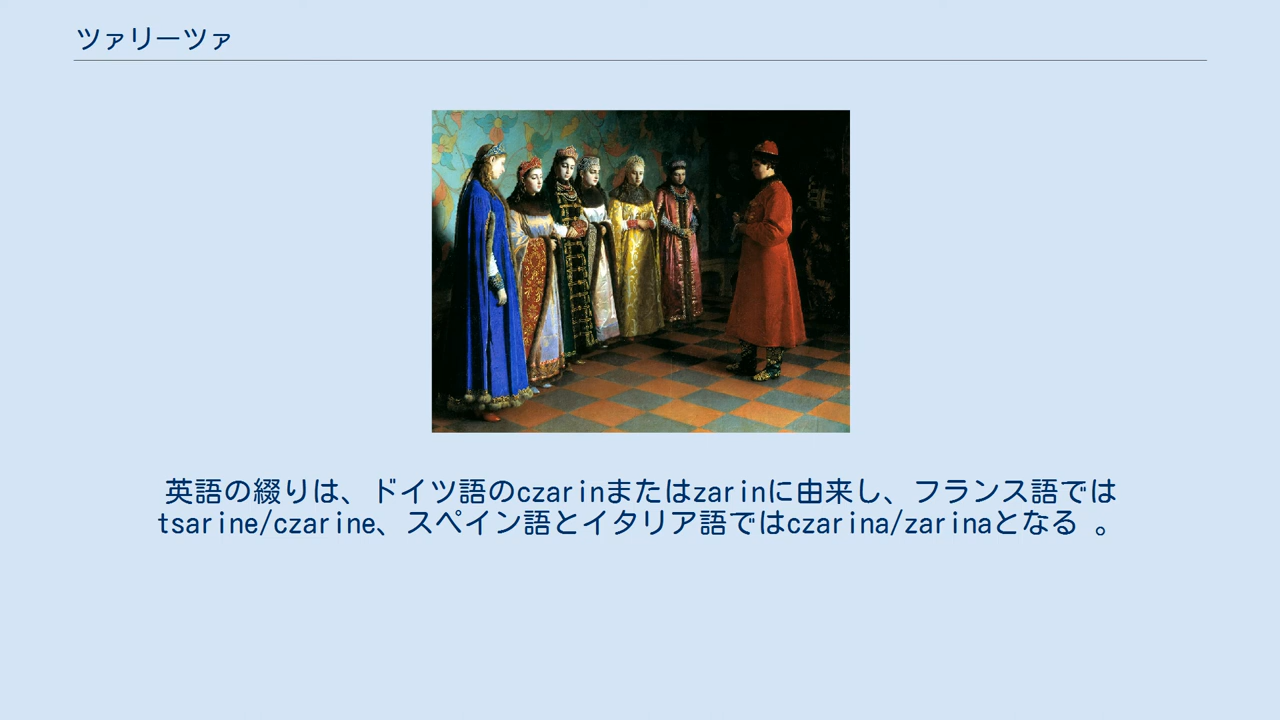 ツァリーツァ
英語の綴りは、ドイツ語のczarinまたはzarinに由来し、フランス語では
tsarine/czarine、スペイン語とイタリア語ではczarina/zarinaとなる 。